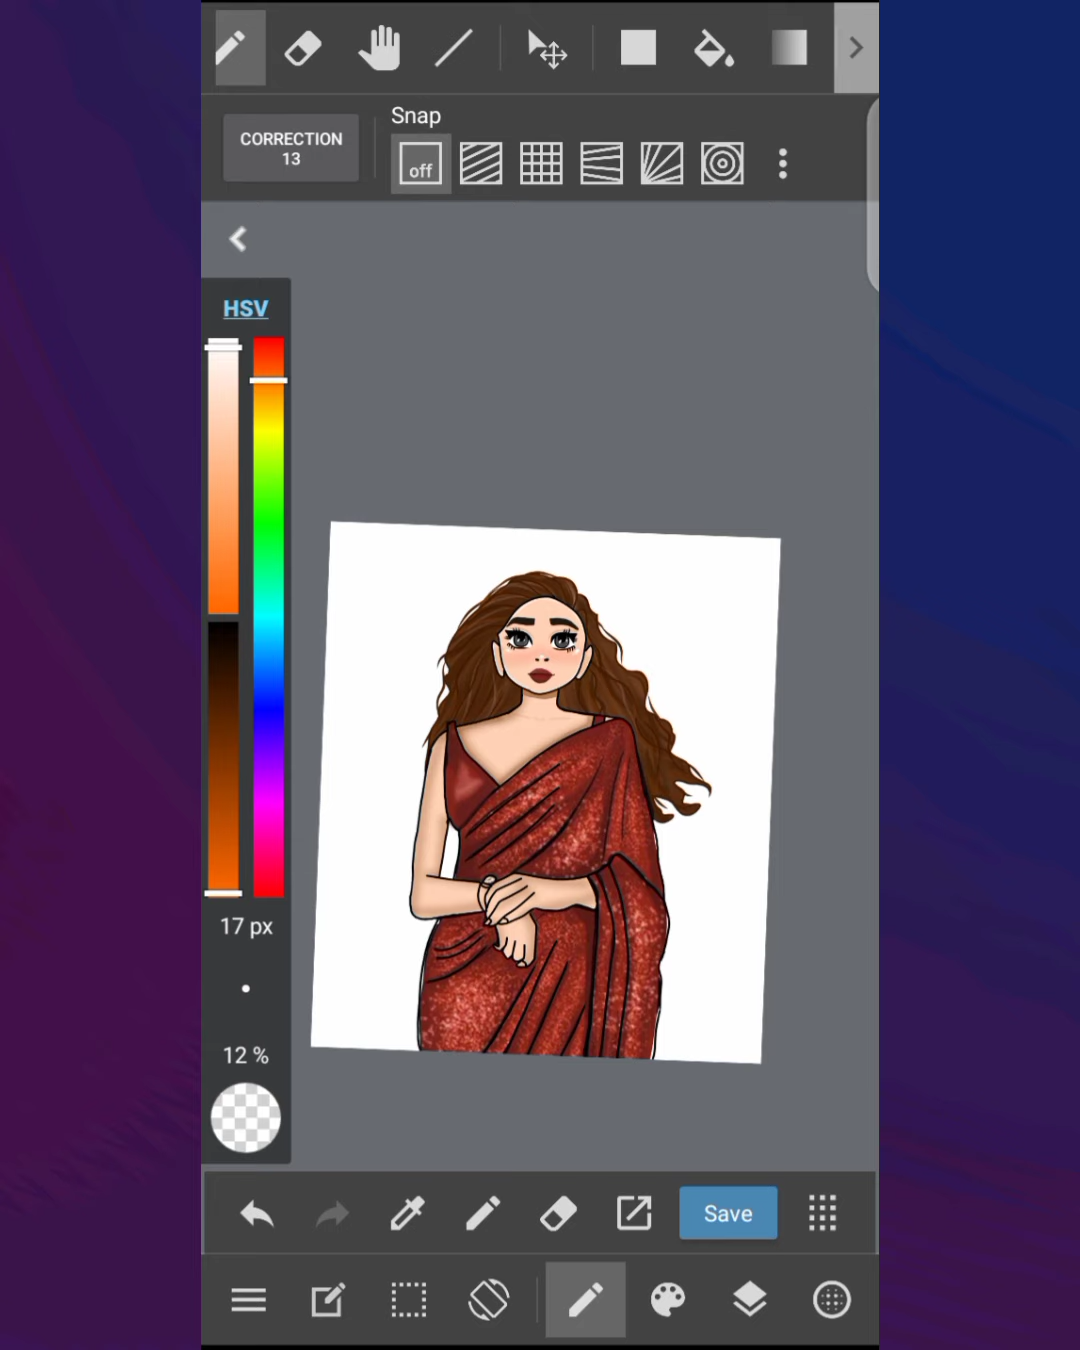 CORRECTION
13
Snap
off
HSV
17 px
12 %
Save